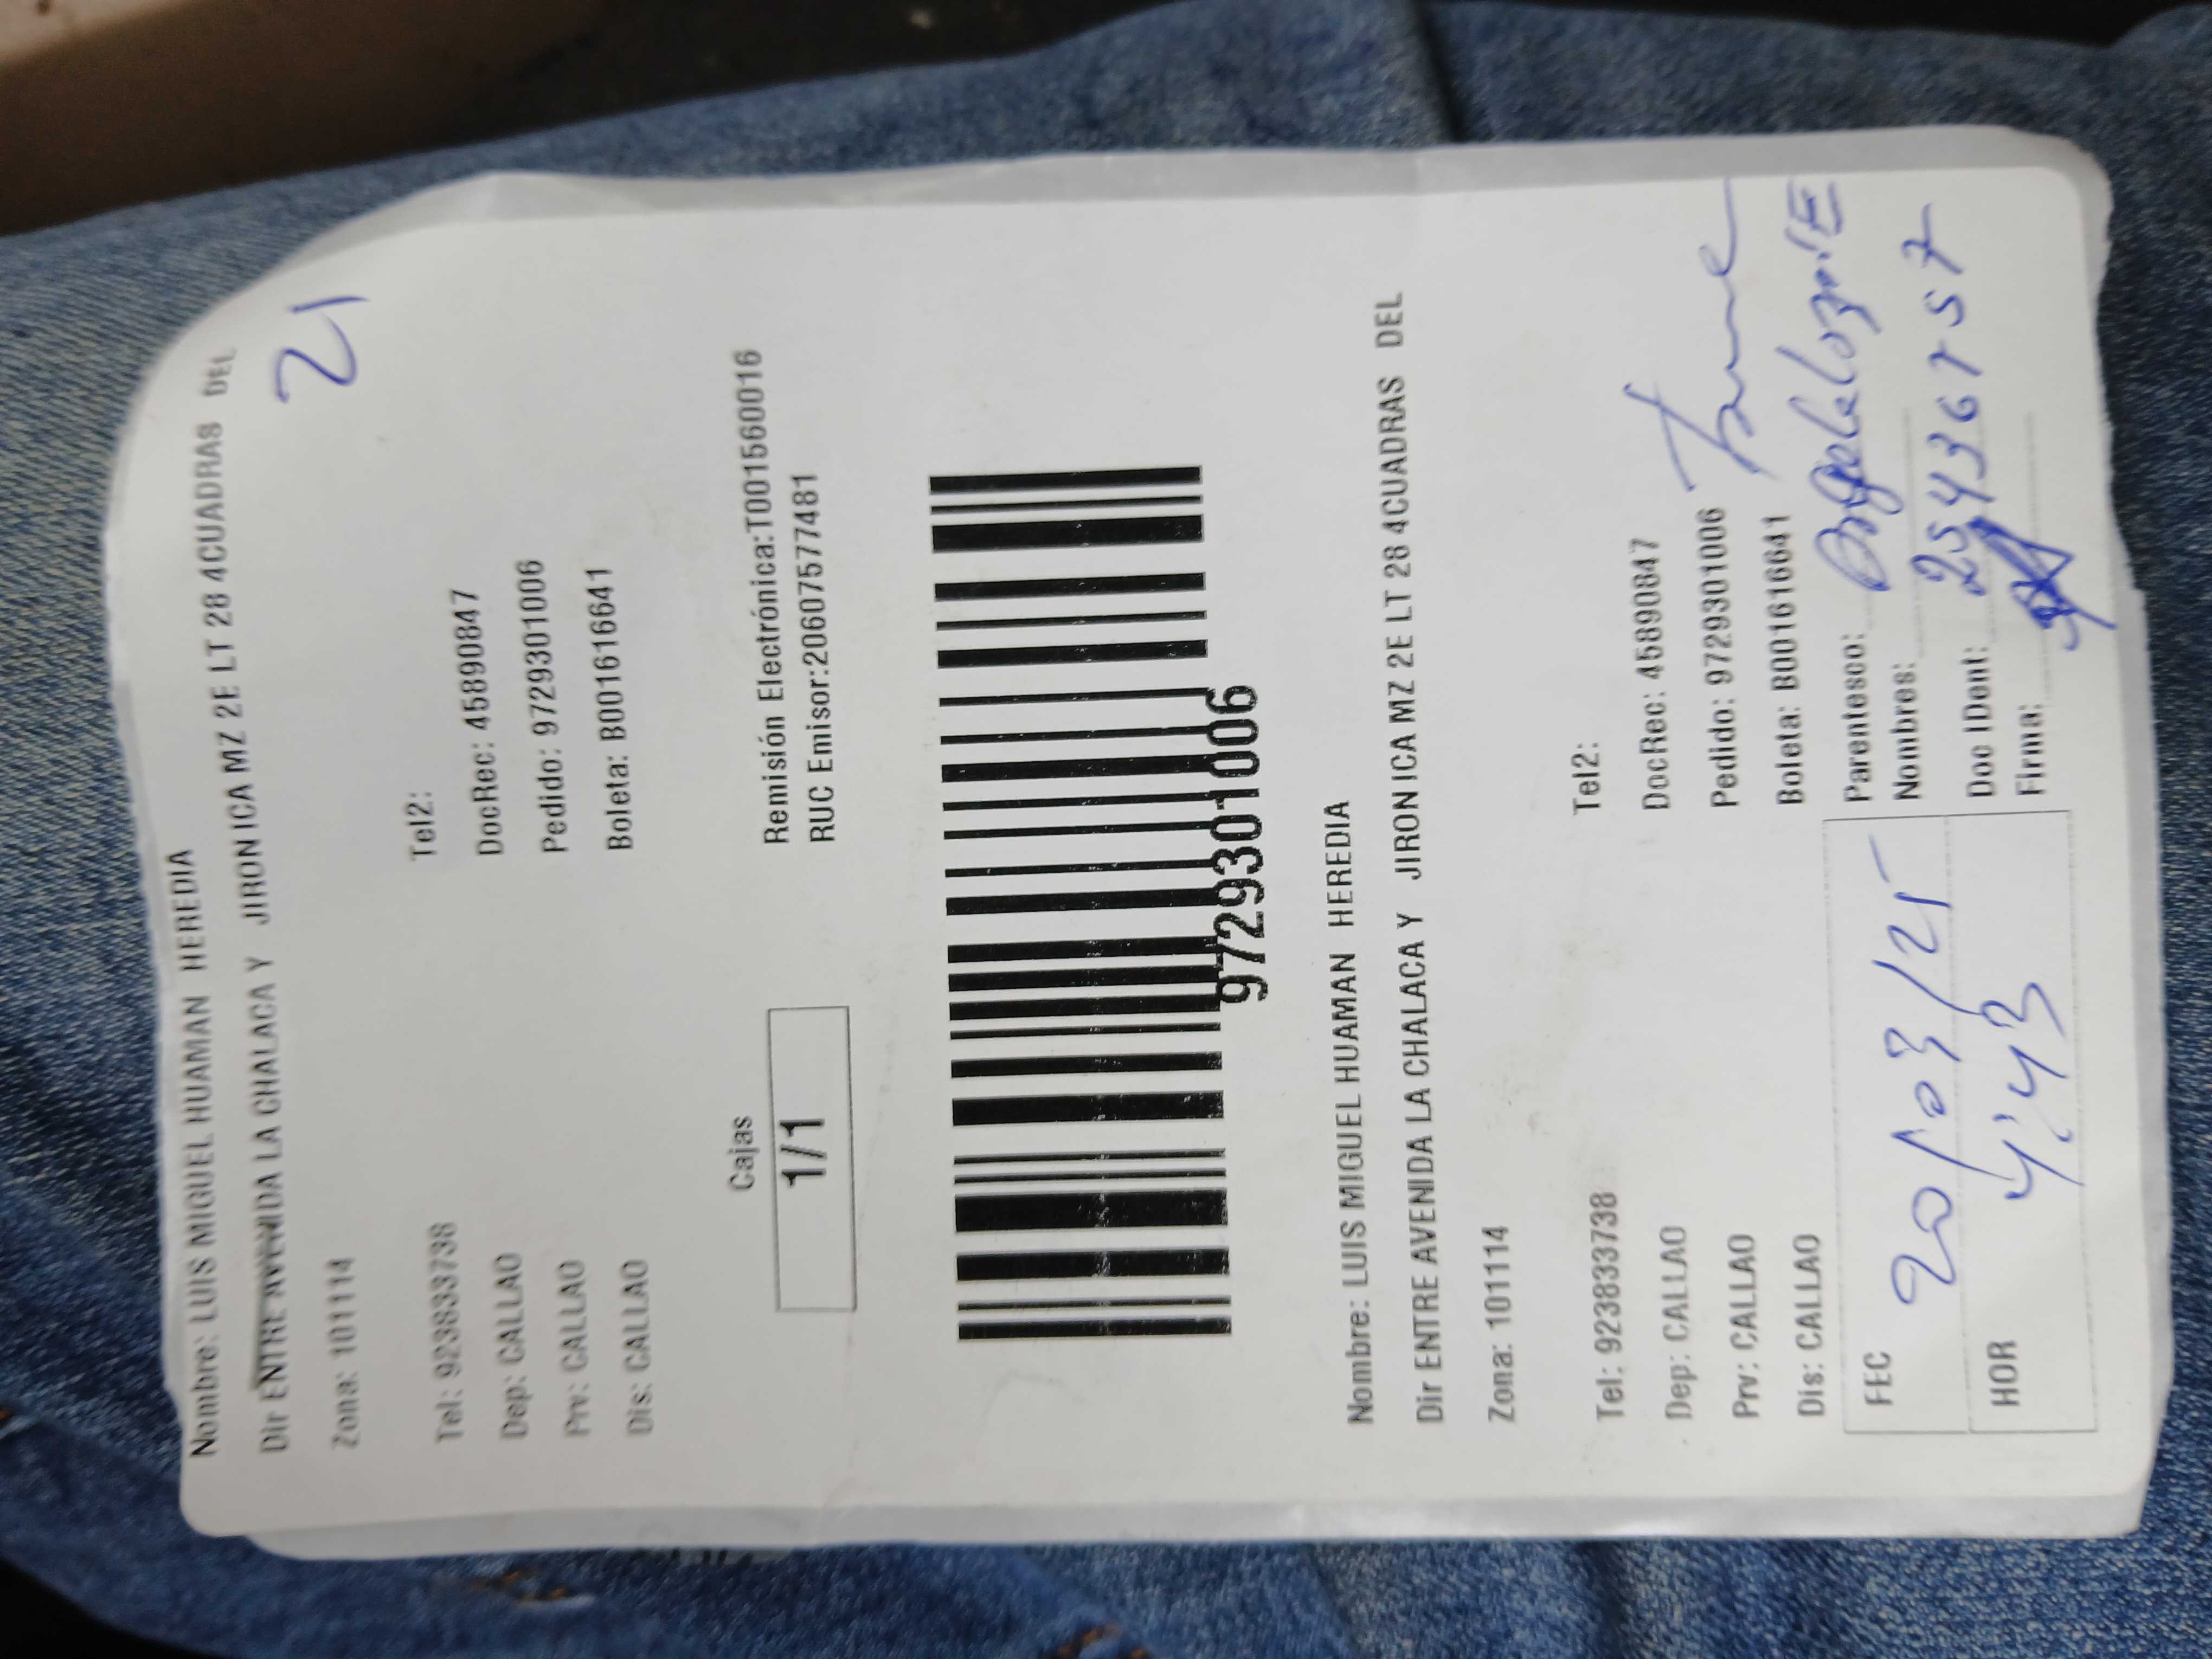 Nombre: LUIS MIGUEL HUAMAN HEREDIA
Dir ENTRE AVENIDA LA CHALACA Y JIRON ICA MZ 2E LT 28 4CUADRAS DEL
Zona: 101114
21
Tel: 923833738 Tel2:
Dep: CALLAO DocRec: 45890847
Prv: CALLAO Pedido: 9729301006
Dis: CALLAO Boleta: B001616641
Cajas
1/1
Remisión Electrónica:T001560016
RUC Emisor:20607577481
9729301006
Nombre: LUIS MIGUEL HUAMAN HEREDIA
Dir ENTRE AVENIDA LA CHALACA Y JIRON ICA MZ 2E LT 28 4CUADRAS DEL
Zona: 101114
Tel: 923833738 Tel2:
Dep: CALLAO DocRec: 45890847
Prv: CALLAO Pedido: 9729301006
Dis: CALLAO Boleta: B001616641
FEC 20/03/25
HOR 4:43
Parentesco:
Nombres:
Doc IDent:
Firma: